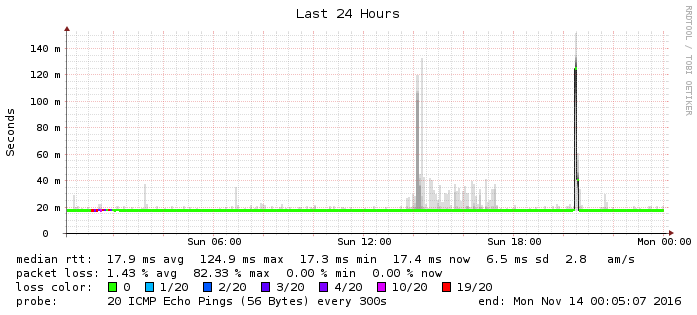 Last 24 Hours
RRDTOOL / TOBI OETIKER
Seconds
140 m
120 m
100 m
80 m
60 m
40 m
20 m
0
Sun 06:00 Sun 12:00 Sun 18:00 Mon 00:00
median rtt: 17.9 ms avg 124.9 ms max 17.3 ms min 17.4 ms now 6.5 ms sd 2.8 am/s
packet loss: 1.43 % avg 82.33 % max 0.00 % min 0.00 % now
loss color: 0 1/20 2/20 3/20 4/20 10/20 19/20
probe: 20 ICMP Echo Pings (56 Bytes) every 300s end: Mon Nov 14 00:05:07 2016